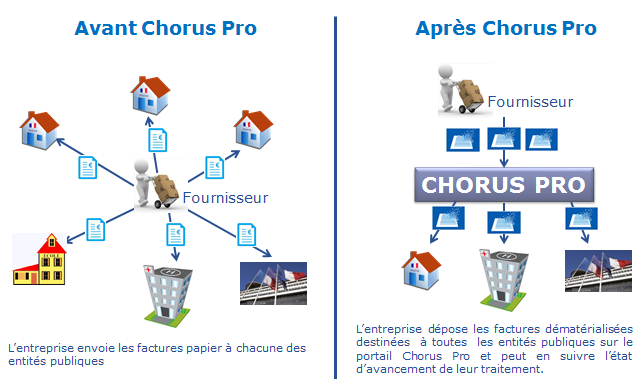 Avant Chorus Pro
Fournisseur
ECOLE
H
L'entreprise envoie les factures papier à chacune des
entités publiques
Après Chorus Pro
Fournisseur
CHORUS PRO
H
L'entreprise dépose les factures dématérialisées
destinées à toutes les entités publiques sur le
portail Chorus Pro et peut en suivre l'état
d'avancement de leur traitement.